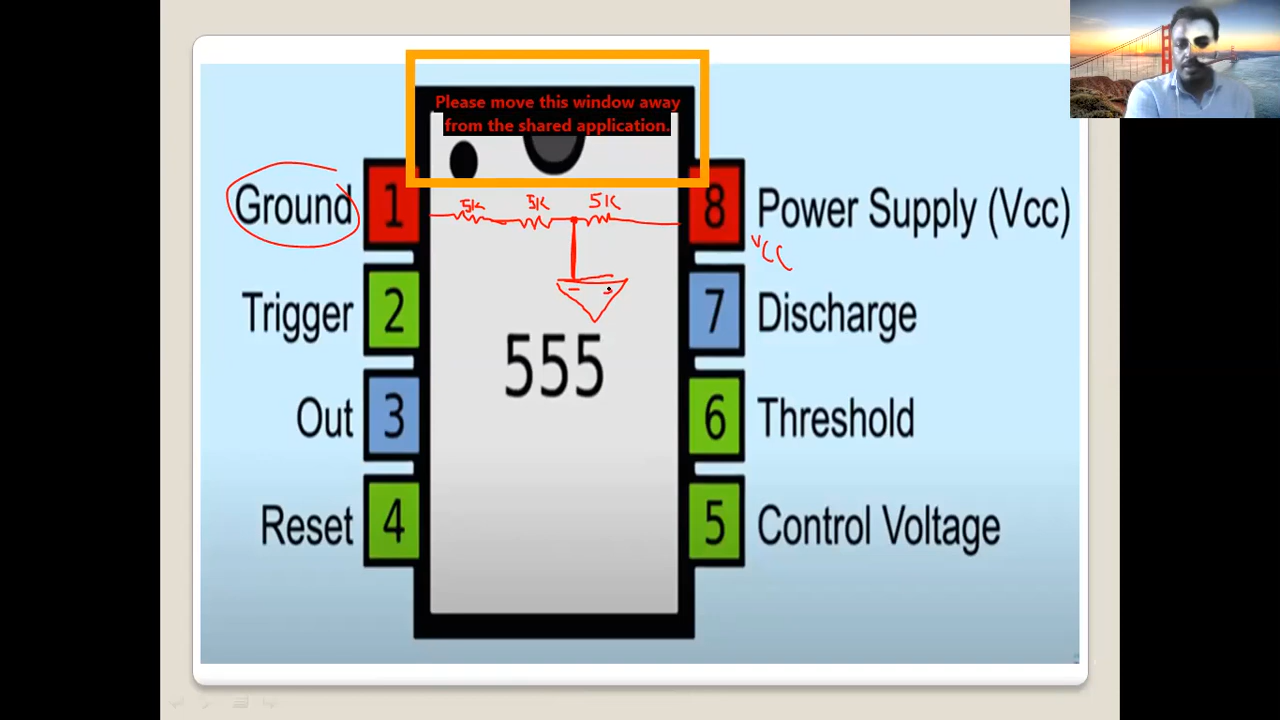 Please move this window away
from the shared application.
Ground 1
5K 5K 5K
8 Power Supply (Vcc)
VCC
Trigger 2
7 Discharge
-
555
Out 3
6 Threshold
Reset 4
5 Control Voltage